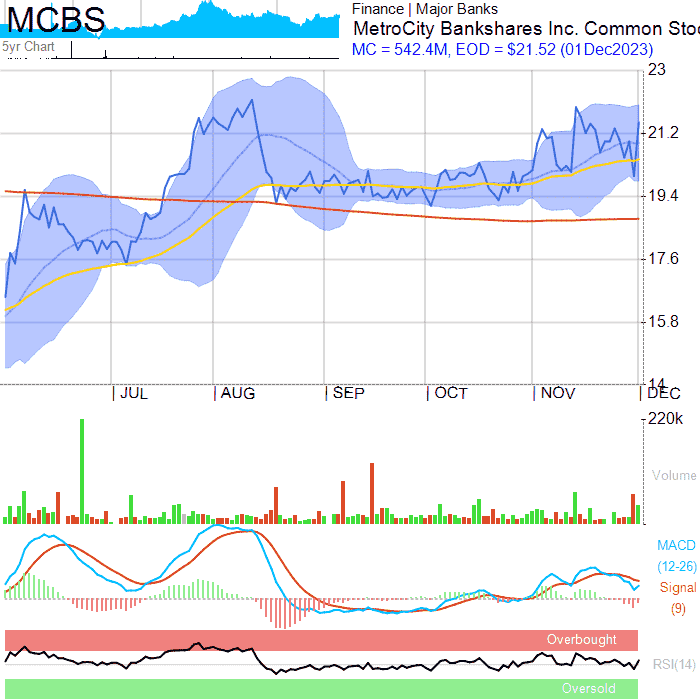 MCBS
5yr Chart
Finance | Major Banks
MetroCity Bankshares Inc. Common Sto
MC = 542.4M, EOD = $21.52 (01Dec2023)
23
21.2
19.4
17.6
15.8
14
JUL AUG SEP OCT NOV DEC
220k
Volume
MACD
(12-26)
Signal
(9)
Overbought
RSI(14)
Oversold